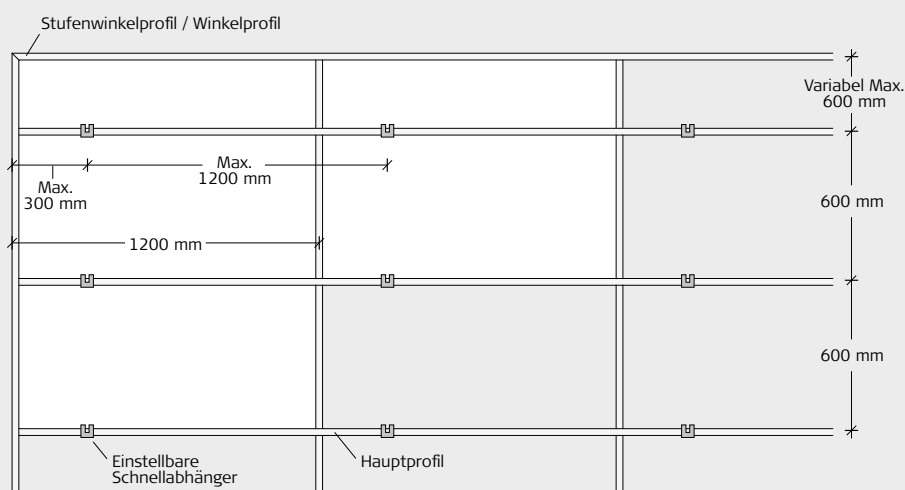 Stufenwinkelprofil / Winkelprofil
Variabel Max.
600 mm
Max.
1200 mm
Max.
300 mm
600 mm
1200 mm
600 mm
Einstellbare
Schnellabhänger
Hauptprofil